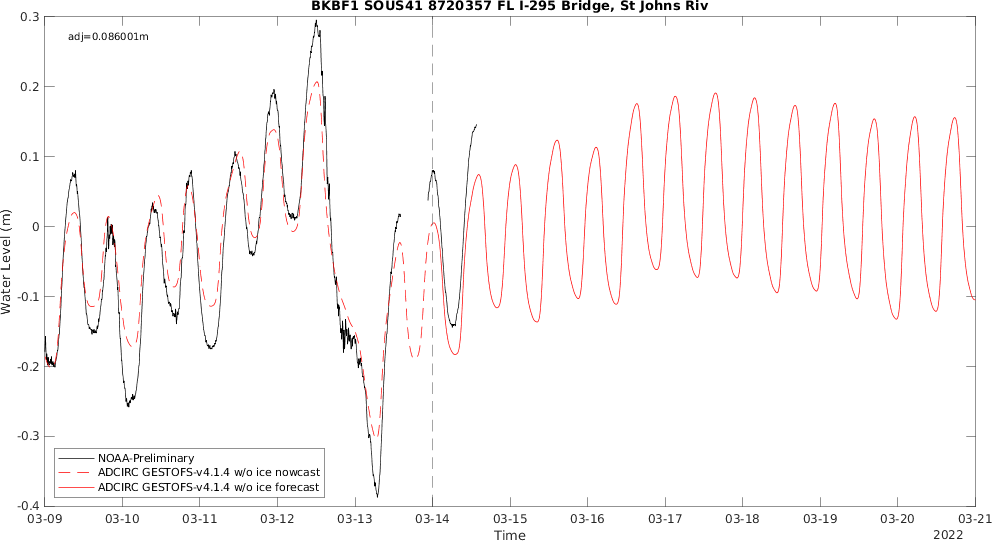 BKBF1 SOUS41 8720357 FL I-295 Bridge, St Johns Riv
adj=0.086001m
0.3
0.2
0.1
0
-0.1
-0.2
-0.3
-0.4
Water Level (m)
NOAA-Preliminary
ADCIRC GESTOFS-v4.1.4 w/o ice nowcast
ADCIRC GESTOFS-v4.1.4 w/o ice forecast
03-09 03-10 03-11 03-12 03-13 03-14 03-15 03-16 03-17 03-18 03-19 03-20 03-21
Time
2022